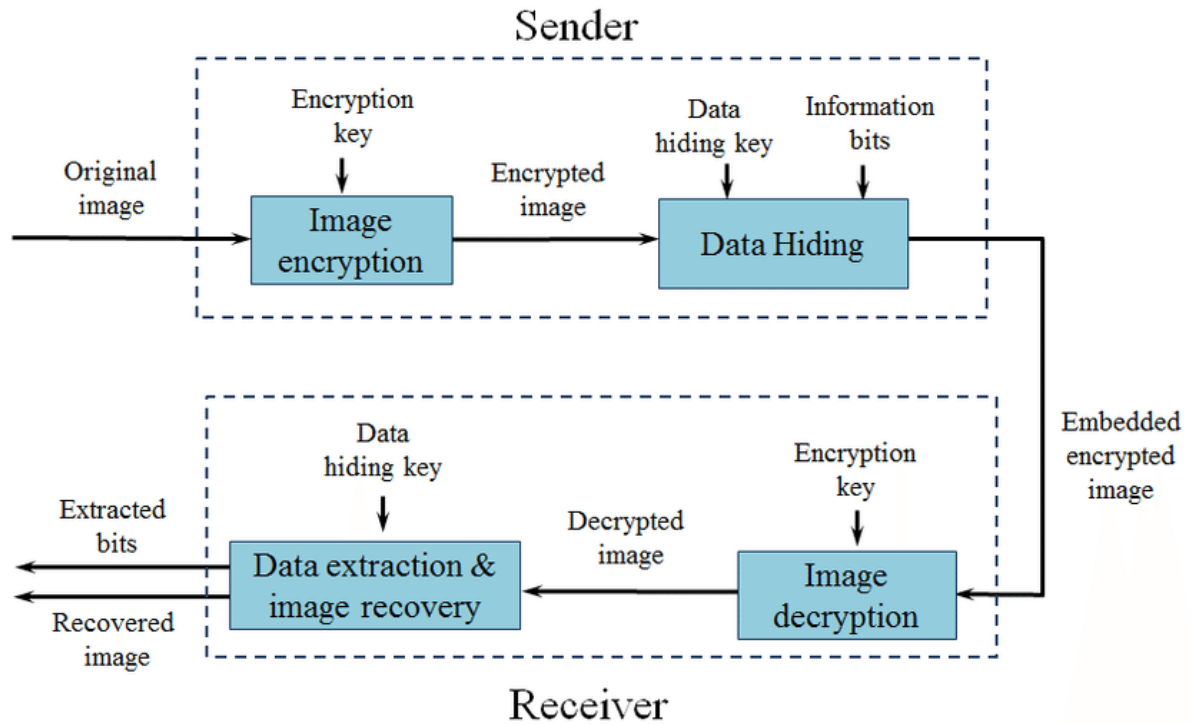 Sender
Encryption
key
Data
hiding key
Information
bits
Original
image
Encrypted
image
Image
encryption
Data Hiding
Embedded
encrypted
image
Data
hiding key
Encryption
key
Extracted
bits
Decrypted
image
Data extraction &
image recovery
Image
decryption
Recovered
image
Receiver